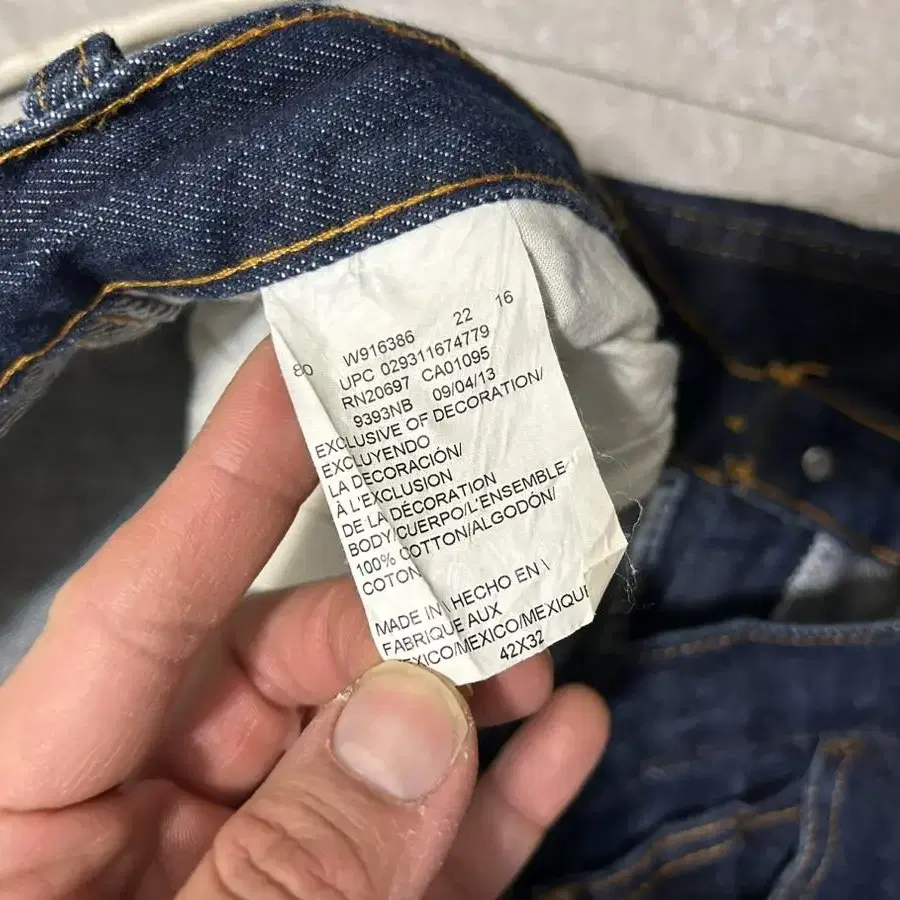 80 W916386 22 16
UPC 029311674779
RN20697 CA01095
9393NB 09/04/13
EXCLUSIVE OF DECORATION/
EXCLUYENDO
LA DECORACIÓN/
À L'EXCLUSION
DE LA DÉCORATION
BODY/CUERPO/L'ENSEMBLE
100% COTTON/ALGODÓN/
COTON
MADE IN \ HECHO EN \
FABRIQUE AUX
MEXICO/MEXICO/MEXIQUE
42X32